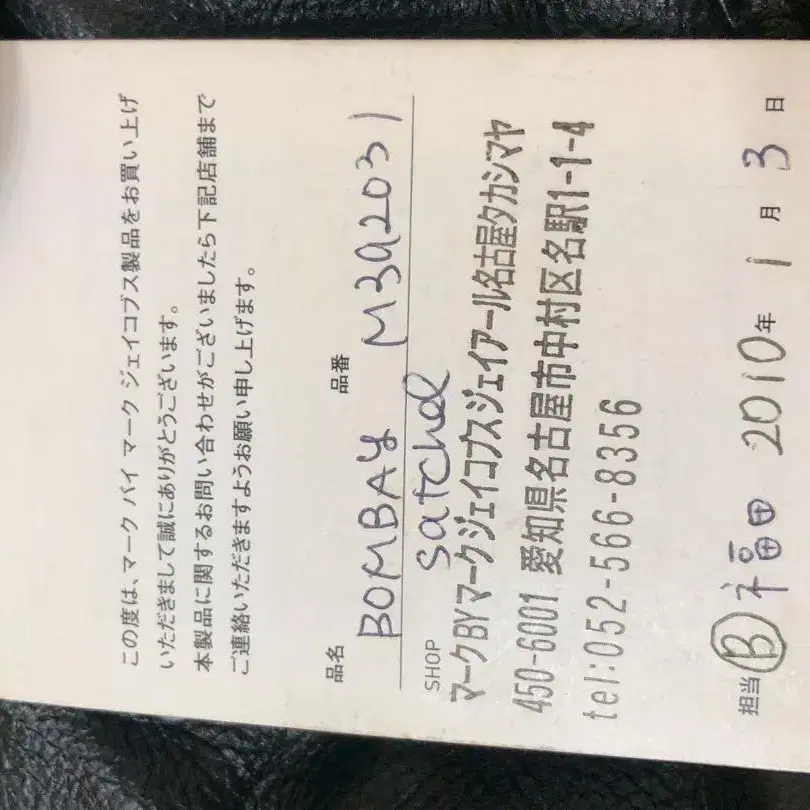 この度は、マーク バイ マーク ジェイコブス製品をお買い上げ
いただきまして誠にありがとうございます。
本製品に関するお問い合わせがございましたら下記店舗まで
ご連絡いただきますようお願い申し上げます。
品名 BOMBAY 品番 M392031
Satchel
SHOP
マークBYマークジェイコブスジェイアール名古屋タカシマヤ
450-6001 愛知県名古屋市中村区名駅1-1-4
tel:052-566-8356
担当 B 福田 2010年 1月 3日